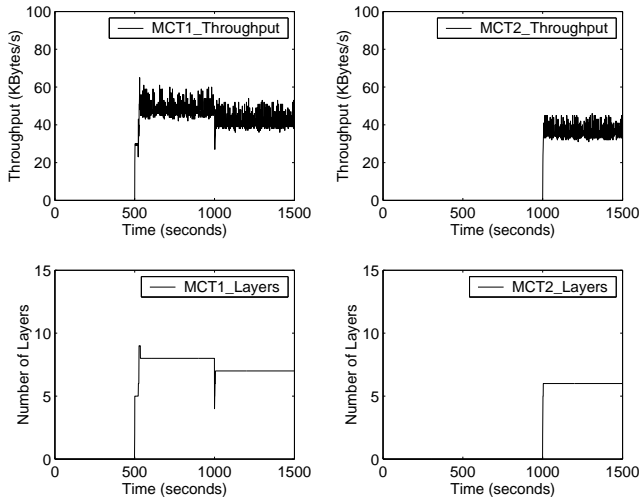 MCT1_Throughput
Throughput (KBytes/s)
100
80
60
40
20
0
0 500 1000 1500
Time (seconds)
MCT2_Throughput
Throughput (KBytes/s)
100
80
60
40
20
0
0 500 1000 1500
Time (seconds)
MCT1_Layers
Number of Layers
15
10
5
0
0 500 1000 1500
Time (seconds)
MCT2_Layers
Number of Layers
15
10
5
0
0 500 1000 1500
Time (seconds)